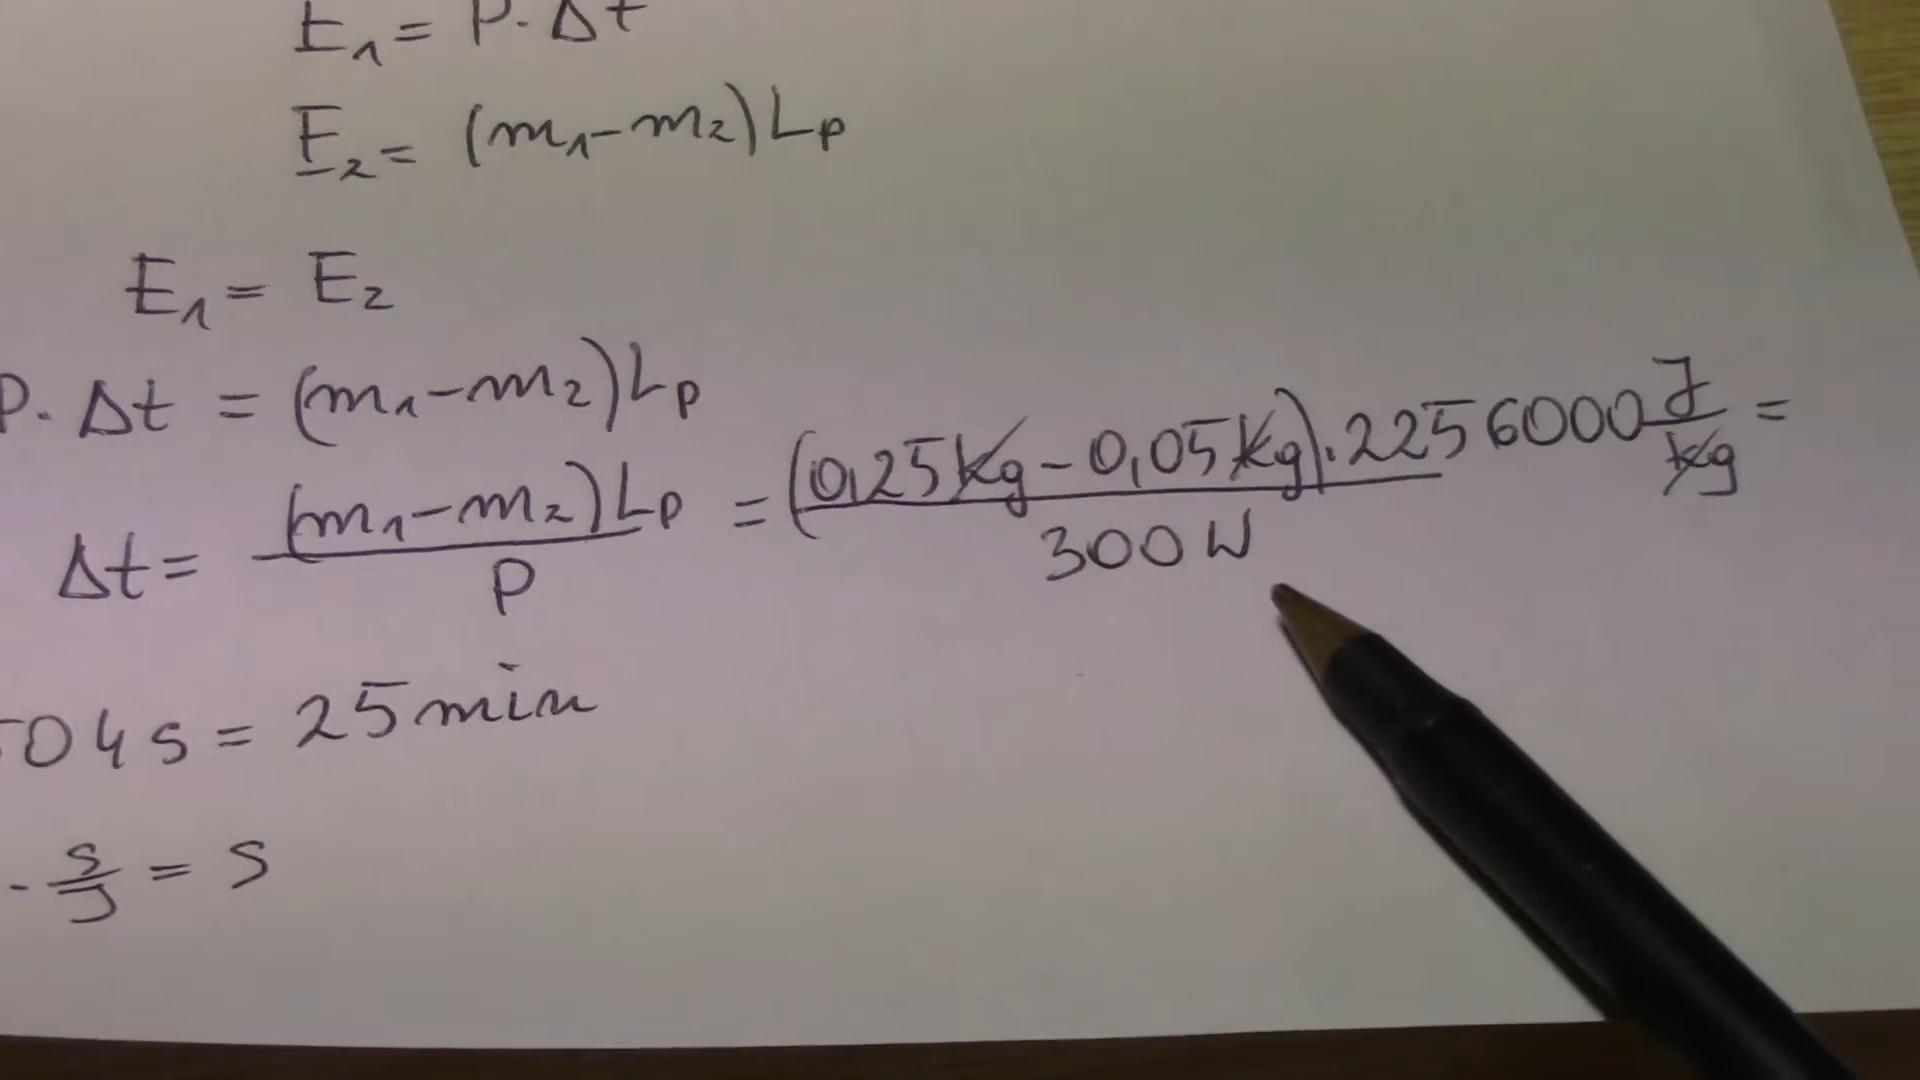 E₁ = P · Δt
E₂ = (m₁ - m₂) Lₚ
E₁ = E₂
P · Δt = (m₁ - m₂) Lₚ
Δt = (m₁ - m₂) Lₚ / P = (0,25 kg - 0,05 kg) · 2256000 J/kg / 300 W =
04 s = 25 min
· s/J = s